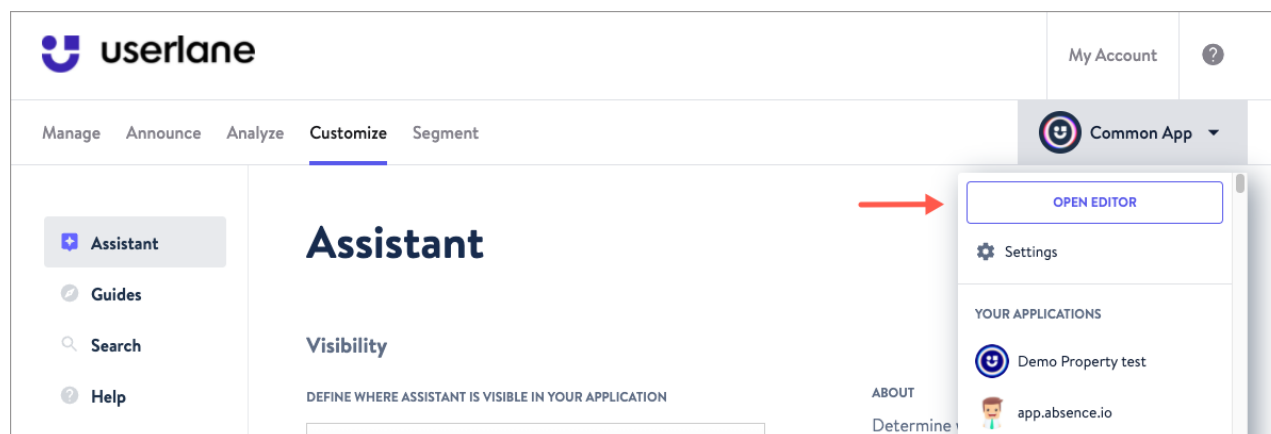 userlane
My Account
Manage Announce Analyze Customize Segment
Common App
OPEN EDITOR
Settings
YOUR APPLICATIONS
Demo Property test
app.absence.io
Assistant
Guides
Search
Help
Assistant
Visibility
DEFINE WHERE ASSISTANT IS VISIBLE IN YOUR APPLICATION
ABOUT
Determine